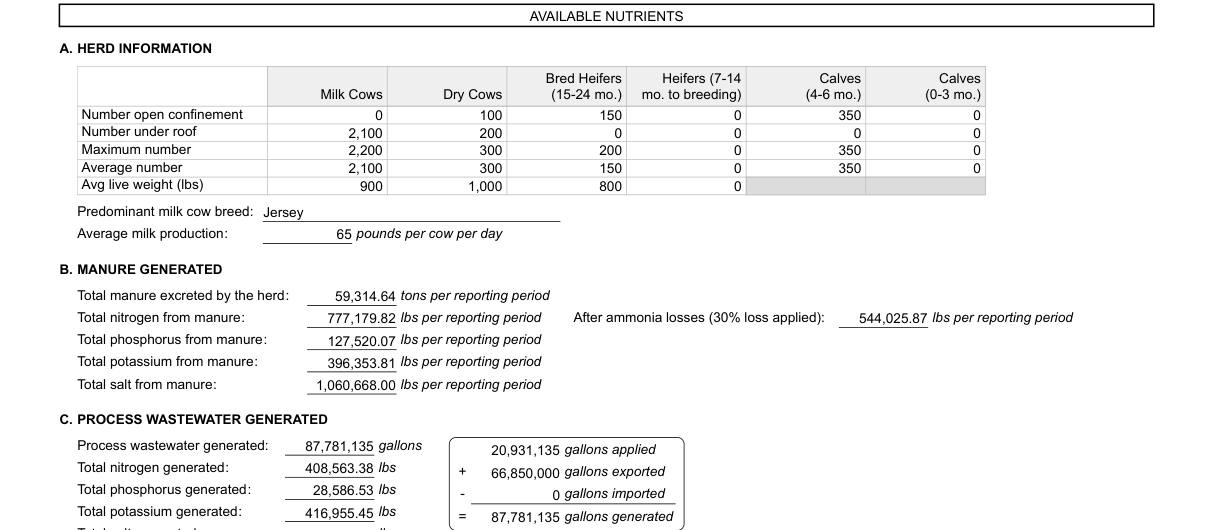 AVAILABLE NUTRIENTS
A. HERD INFORMATION
Milk Cows Dry Cows Bred Heifers (15-24 mo.) Heifers (7-14 mo. to breeding) Calves (4-6 mo.) Calves (0-3 mo.)
Number open confinement 0 100 150 0 350 0
Number under roof 2,100 200 0 0 0 0
Maximum number 2,200 300 200 0 350 0
Average number 2,100 300 150 0 350 0
Avg live weight (lbs) 900 1,000 800 0
Predominant milk cow breed: Jersey
Average milk production: 65 pounds per cow per day
B. MANURE GENERATED
Total manure excreted by the herd: 59,314.64 tons per reporting period
Total nitrogen from manure: 777,179.82 lbs per reporting period After ammonia losses (30% loss applied): 544,025.87 lbs per reporting period
Total phosphorus from manure: 127,520.07 lbs per reporting period
Total potassium from manure: 396,353.81 lbs per reporting period
Total salt from manure: 1,060,668.00 lbs per reporting period
C. PROCESS WASTEWATER GENERATED
Process wastewater generated: 87,781,135 gallons 20,931,135 gallons applied
Total nitrogen generated: 408,563.38 lbs + 66,850,000 gallons exported
Total phosphorus generated: 28,586.53 lbs - 0 gallons imported
Total potassium generated: 416,955.45 lbs = 87,781,135 gallons generated